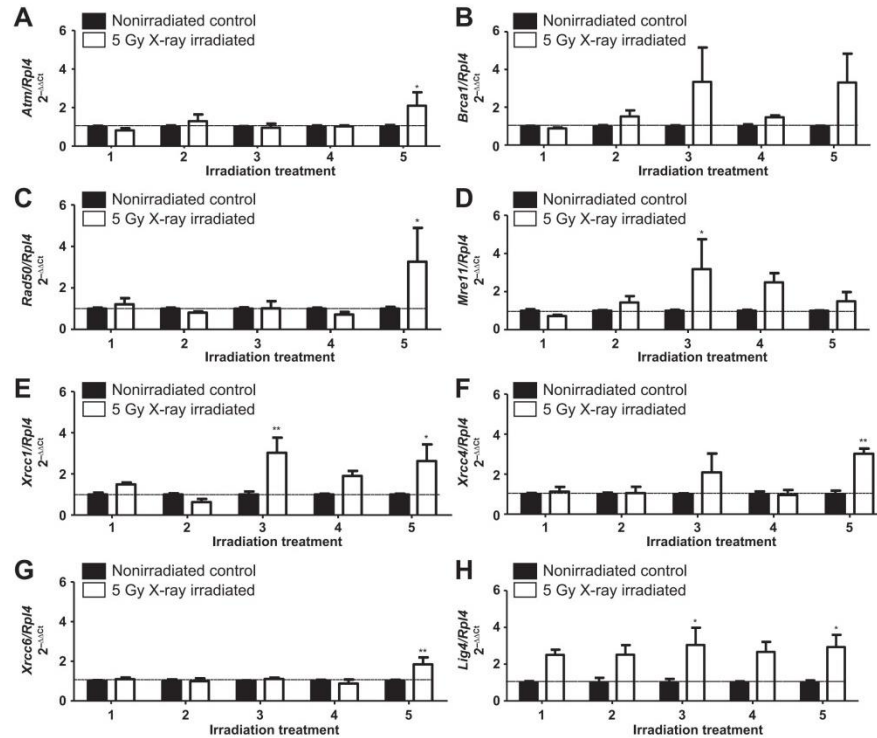 A
Nonirradiated control
5 Gy X-ray irradiated
Atm/Rpl4
2−ΔΔCt
6
4
2
0
*
1 2 3 4 5
Irradiation treatment
B
Nonirradiated control
5 Gy X-ray irradiated
Brca1/Rpl4
2−ΔΔCt
6
4
2
0
1 2 3 4 5
Irradiation treatment
C
Nonirradiated control
5 Gy X-ray irradiated
Rad50/Rpl4
2−ΔΔCt
6
4
2
0
*
1 2 3 4 5
Irradiation treatment
D
Nonirradiated control
5 Gy X-ray irradiated
Mre11/Rpl4
2−ΔΔCt
6
4
2
0
*
1 2 3 4 5
Irradiation treatment
E
Nonirradiated control
5 Gy X-ray irradiated
Xrcc1/Rpl4
2−ΔΔCt
6
4
2
0
** *
1 2 3 4 5
Irradiation treatment
F
Nonirradiated control
5 Gy X-ray irradiated
Xrcc4/Rpl4
2−ΔΔCt
6
4
2
0
**
1 2 3 4 5
Irradiation treatment
G
Nonirradiated control
5 Gy X-ray irradiated
Xrcc6/Rpl4
2−ΔΔCt
6
4
2
0
**
1 2 3 4 5
Irradiation treatment
H
Nonirradiated control
5 Gy X-ray irradiated
Lig4/Rpl4
2−ΔΔCt
6
4
2
0
* *
1 2 3 4 5
Irradiation treatment